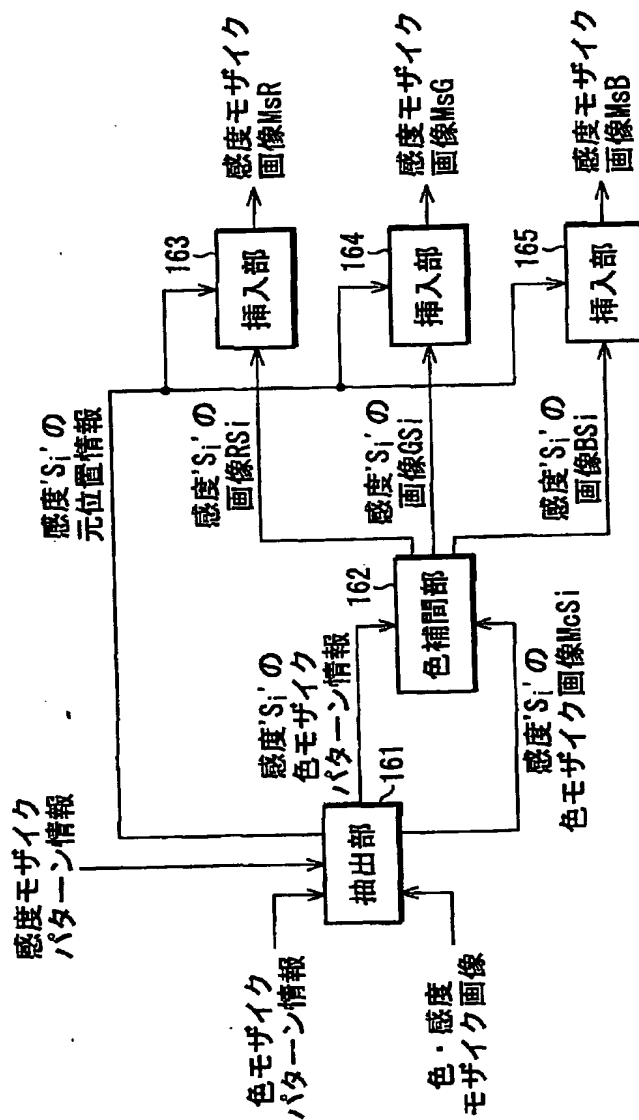 感度モザイク
パターン情報
色モザイク
パターン情報
色・感度
モザイク画像
抽出部
161
感度'Si'の
元位置情報
感度'Si'の
色モザイク
パターン情報
感度'Si'の
色モザイク画像McSi
色補間部
162
感度'Si'の
画像RSi
感度'Si'の
画像GSi
感度'Si'の
画像BSi
挿入部
163
挿入部
164
挿入部
165
感度モザイク
画像MsR
感度モザイク
画像MsG
感度モザイク
画像MsB